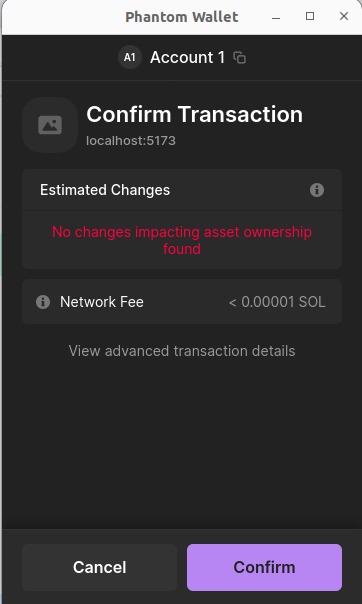 Phantom Wallet
A1 Account 1
Confirm Transaction
localhost:5173
Estimated Changes
No changes impacting asset ownership
found
Network Fee < 0.00001 SOL
View advanced transaction details
Cancel Confirm